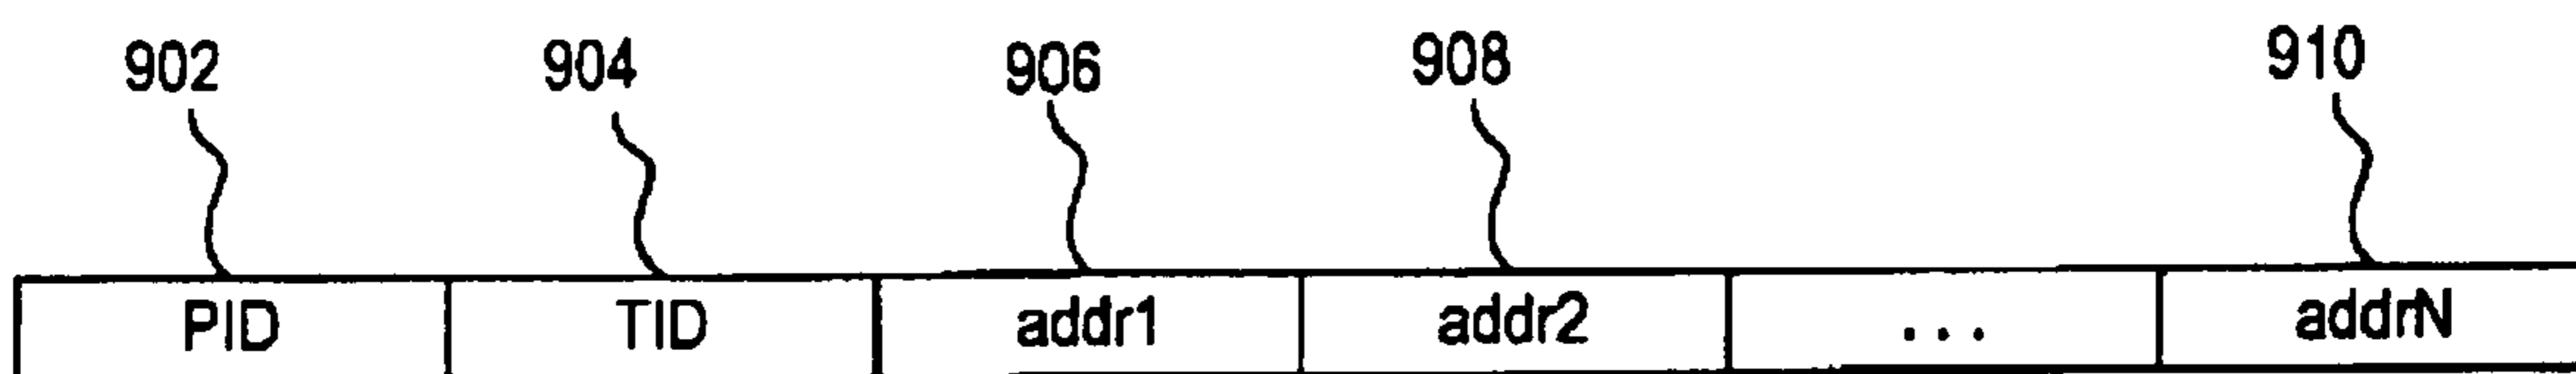 902 904 906 908 910
PID TID addr1 addr2 ... addrN